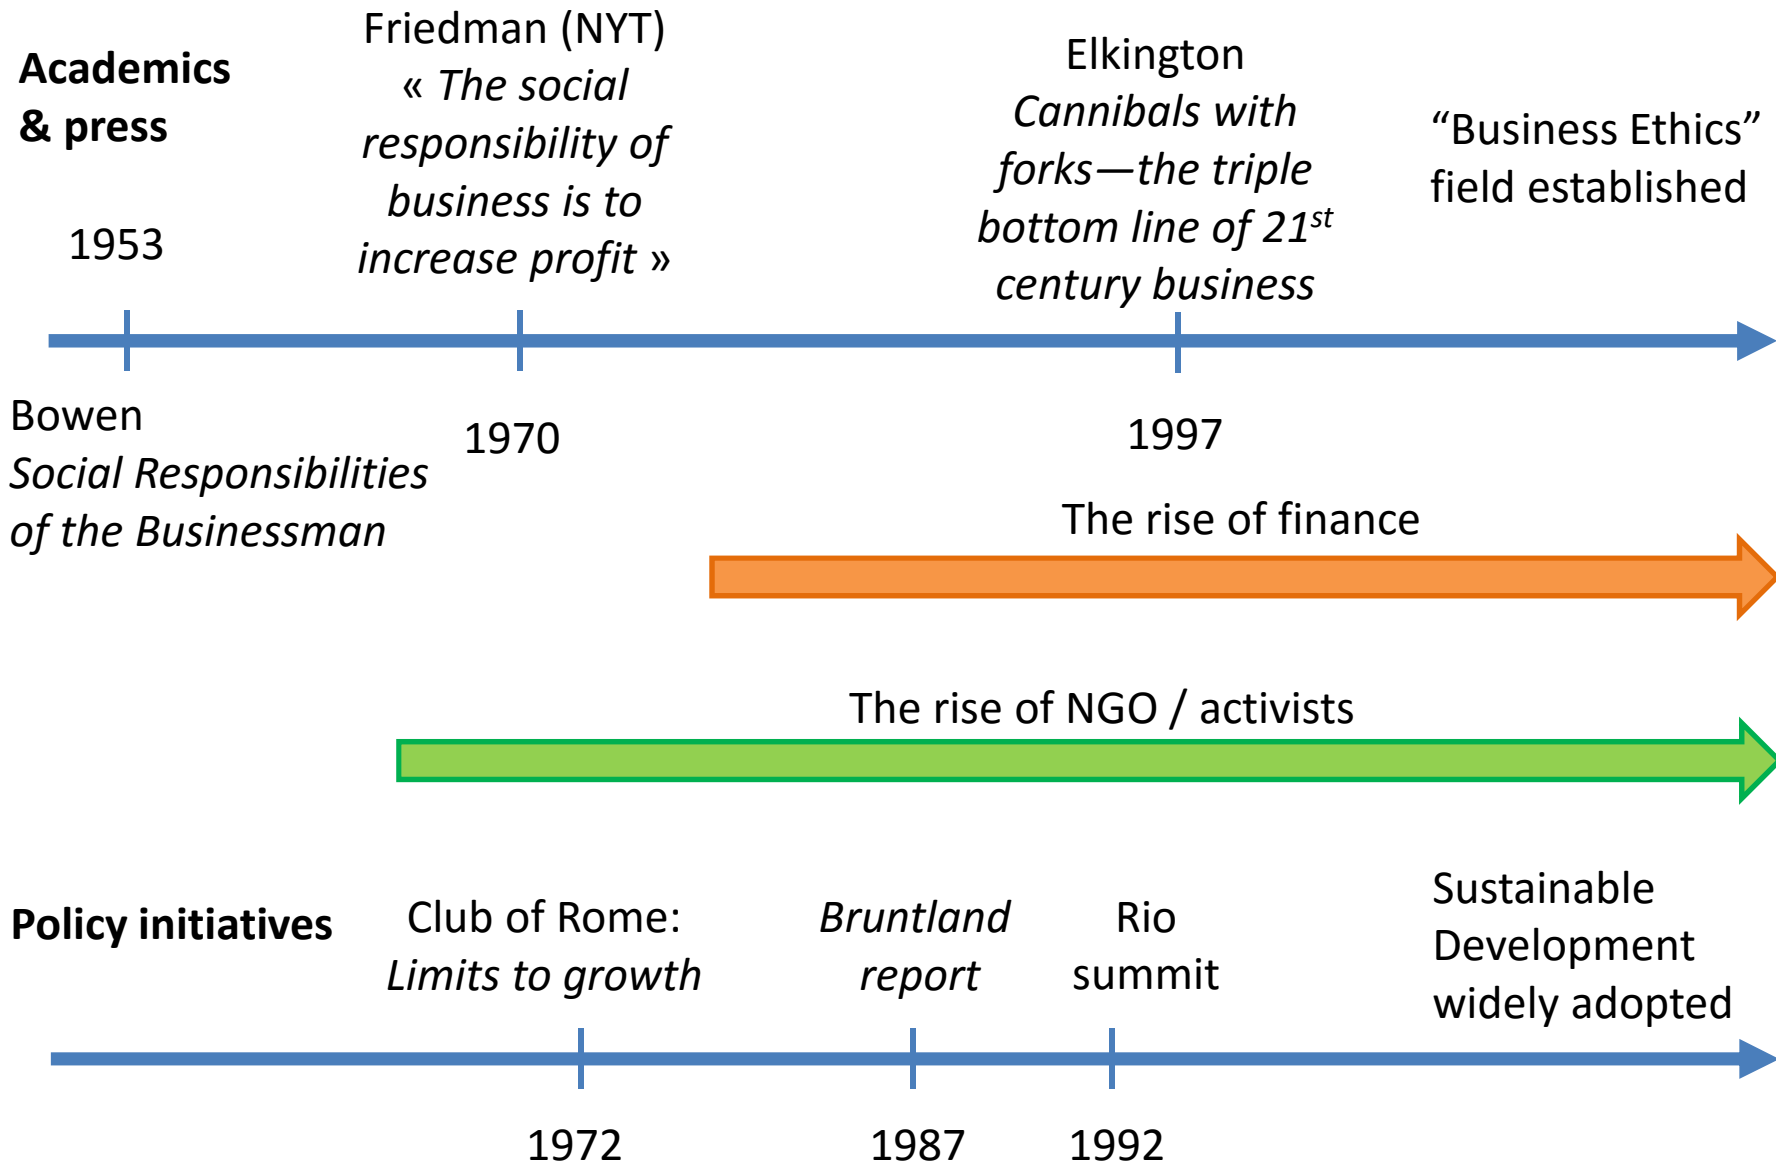 Academics
& press
1953
Friedman (NYT)
« The social
responsibility of
business is to
increase profit »
Elkington
Cannibals with
forks—the triple
bottom line of 21st
century business
“Business Ethics”
field established
Bowen
Social Responsibilities
of the Businessman
1970
1997
The rise of finance
The rise of NGO / activists
Policy initiatives
Club of Rome:
Limits to growth
Bruntland
report
Rio
summit
Sustainable
Development
widely adopted
1972
1987
1992